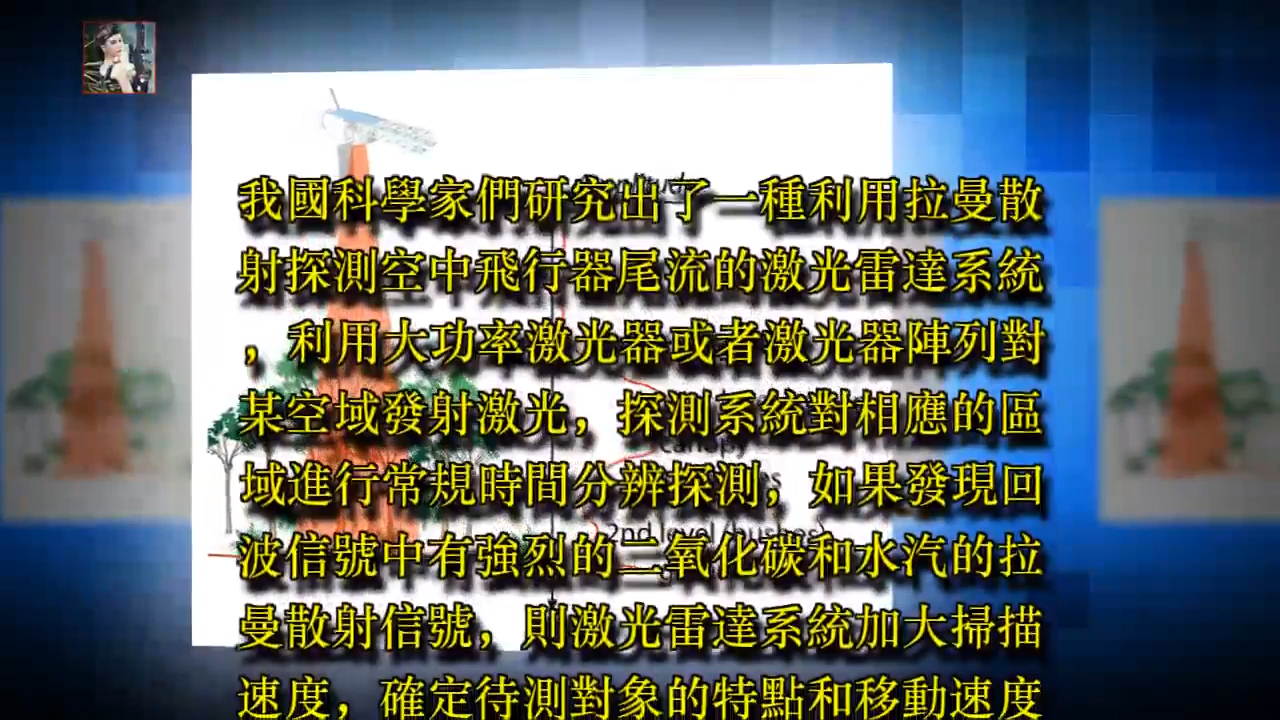 我國科學家們研究出了一種利用拉曼散
射探測空中飛行器尾流的激光雷達系統
，利用大功率激光器或者激光器陣列對
某空域發射激光，探測系統對相應的區
域進行常規時間分辨探測，如果發現回
波信號中有強烈的二氧化碳和水汽的拉
曼散射信號，則激光雷達系統加大掃描
速度，確定待測對象的特點和移動速度
canopy
2nd level (bushes)